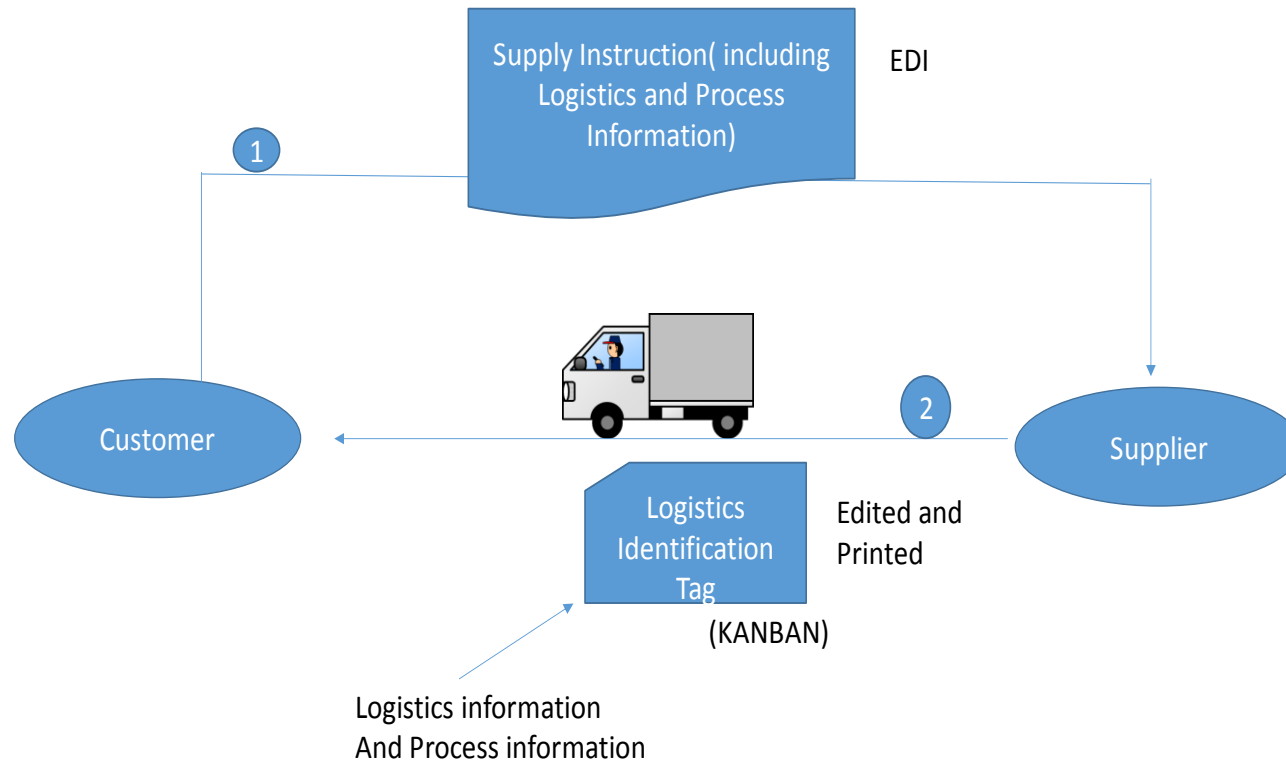 Supply Instruction( including
Logistics and Process
Information)
EDI
1
2
Customer
Supplier
Logistics
Identification
Tag
Edited and
Printed
(KANBAN)
Logistics information
And Process information